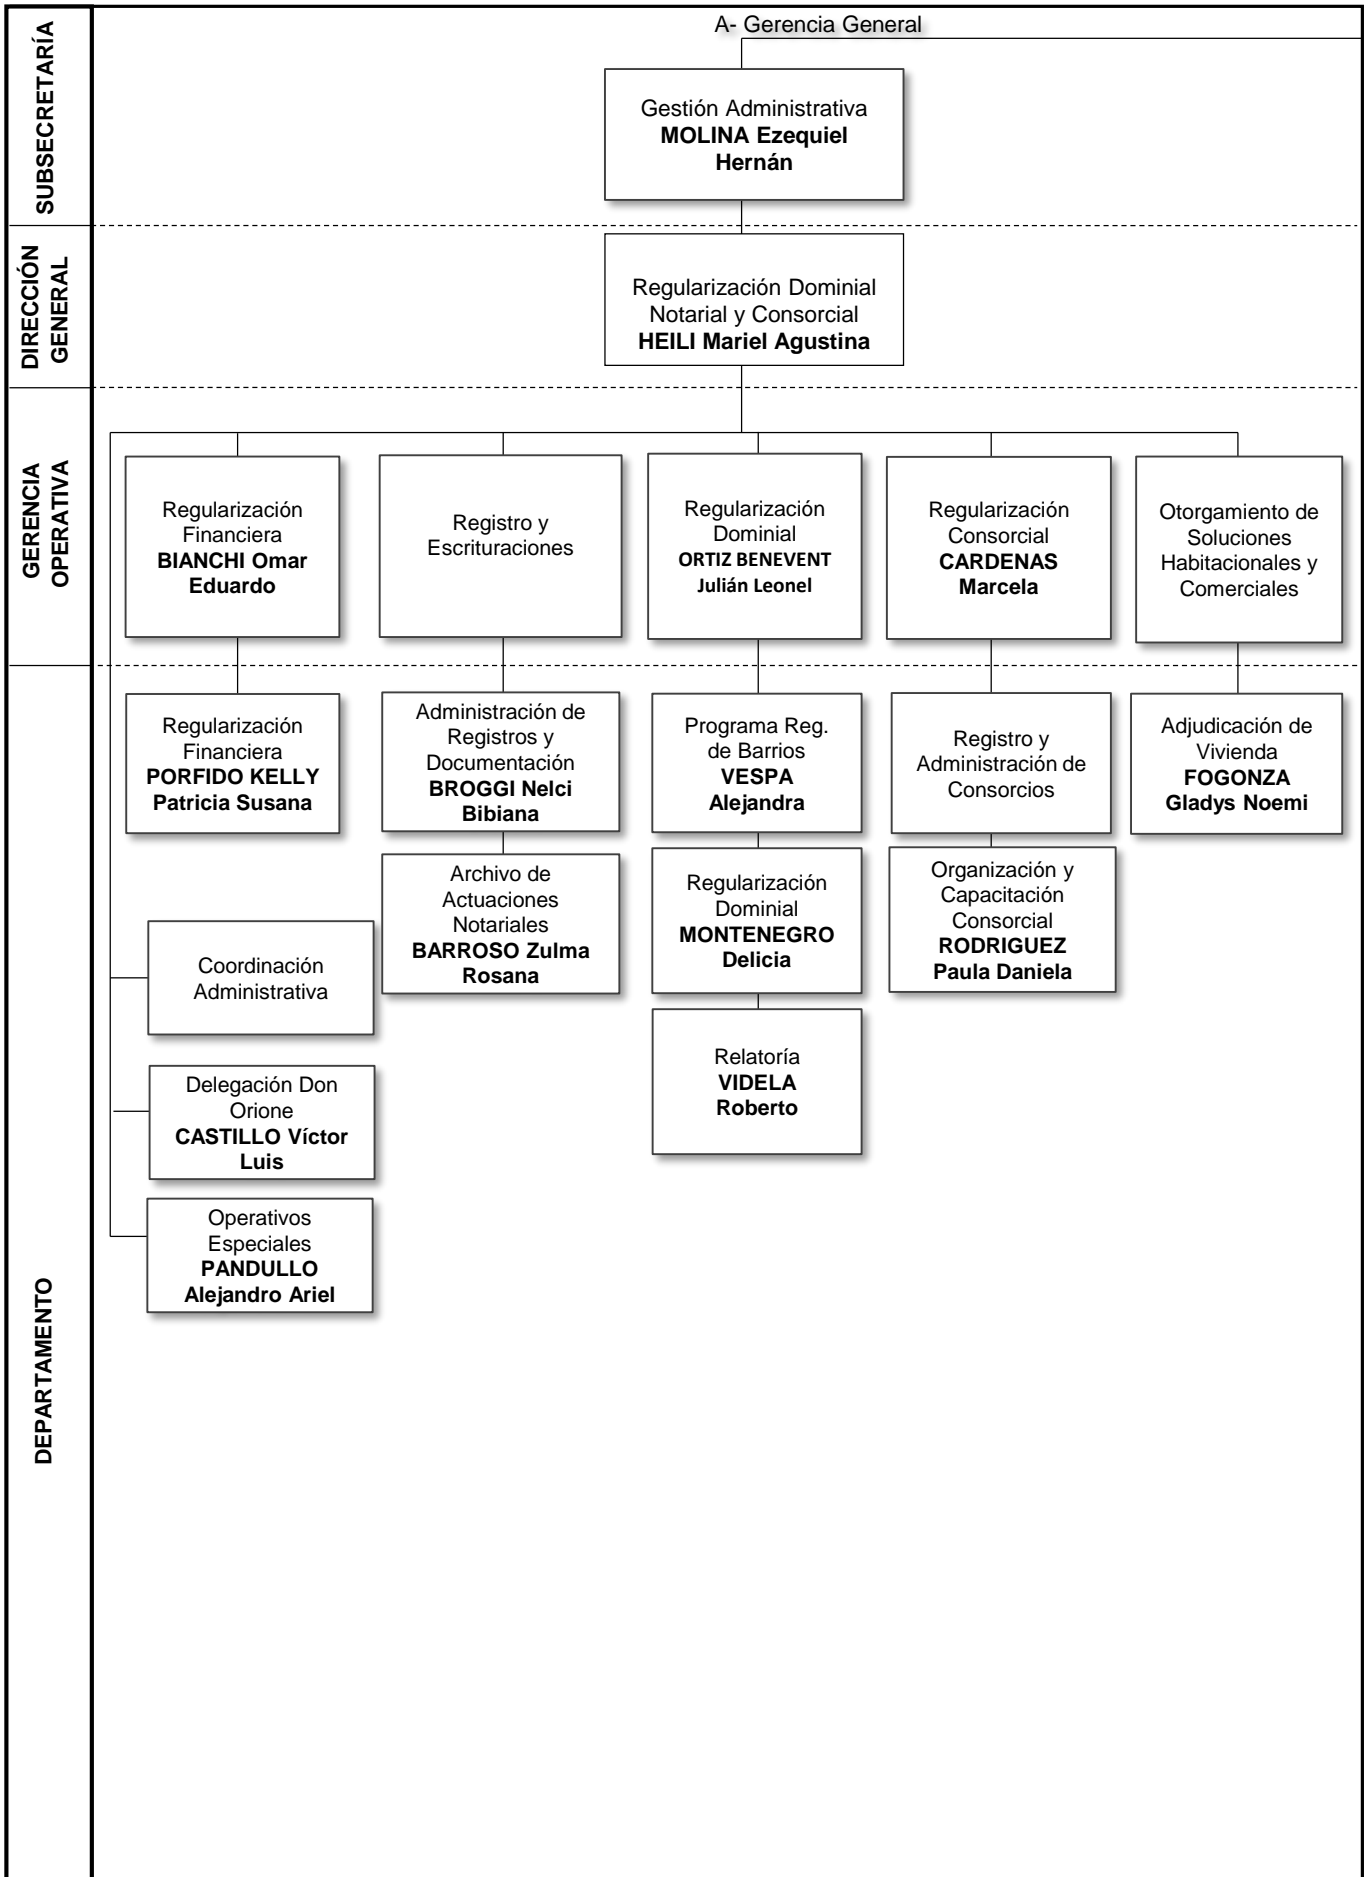 A- Gerencia General
SUBSECRETARÍA
Gestión Administrativa
MOLINA Ezequiel
Hernán
DIRECCIÓN
GENERAL
Regularización Dominial
Notarial y Consorcial
HEILI Mariel Agustina
GERENCIA
OPERATIVA
Regularización
Financiera
BIANCHI Omar
Eduardo
Registro y
Escrituraciones
Regularización
Dominial
ORTIZ BENEVENT
Julián Leonel
Regularización
Consorcial
CARDENAS
Marcela
Otorgamiento de
Soluciones
Habitacionales y
Comerciales
DEPARTAMENTO
Regularización
Financiera
PORFIDO KELLY
Patricia Susana
Administración de
Registros y
Documentación
BROGGI Nelci
Bibiana
Programa Reg.
de Barrios
VESPA
Alejandra
Registro y
Administración de
Consorcios
Adjudicación de
Vivienda
FOGONZA
Gladys Noemi
Archivo de
Actuaciones
Notariales
BARROSO Zulma
Rosana
Regularización
Dominial
MONTENEGRO
Delicia
Organización y
Capacitación
Consorcial
RODRIGUEZ
Paula Daniela
Coordinación
Administrativa
Relatoría
VIDELA
Roberto
Delegación Don
Orione
CASTILLO Víctor
Luis
Operativos
Especiales
PANDULLO
Alejandro Ariel